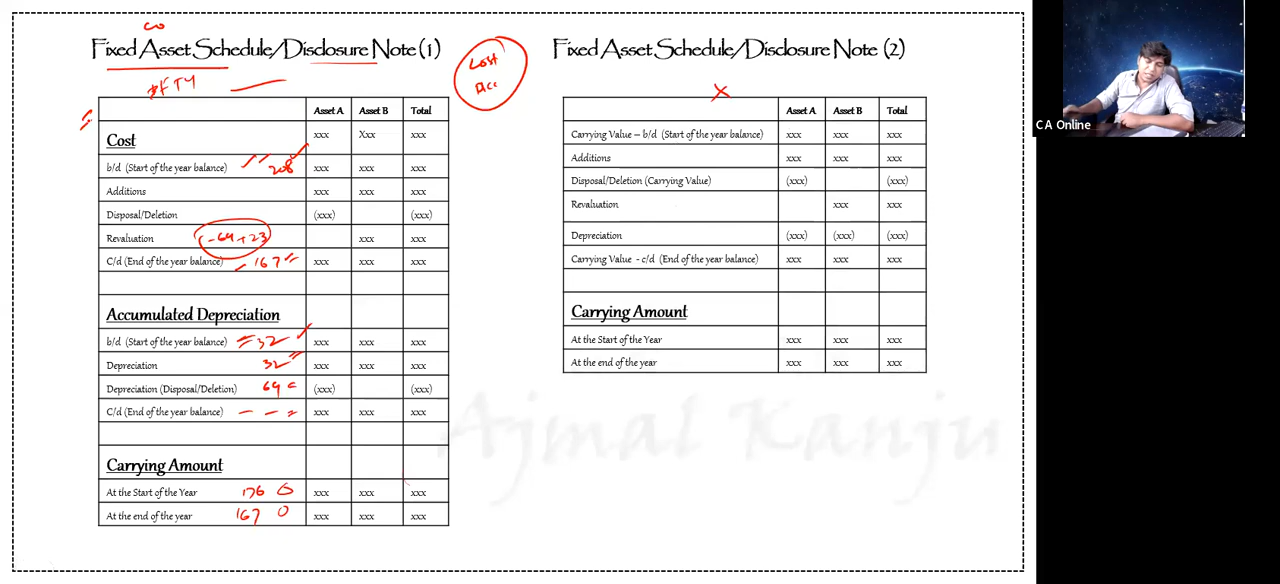 Fixed Asset Schedule/Disclosure Note (1)
Cost
Acc
Asset A Asset B Total
Cost xxx Xxx xxx
b/d (Start of the year balance) 208 xxx xxx xxx
Additions xxx xxx xxx
Disposal/Deletion (xxx) (xxx)
Revaluation (-64+23) xxx xxx
C/d (End of the year balance) 167 xxx xxx xxx
Accumulated Depreciation
b/d (Start of the year balance) 32 xxx xxx xxx
Depreciation 32 xxx xxx xxx
Depreciation (Disposal/Deletion) 64 (xxx) (xxx)
C/d (End of the year balance) xxx xxx xxx
Carrying Amount
At the Start of the Year 176 xxx xxx xxx
At the end of the year 167 xxx xxx xxx
Fixed Asset Schedule/Disclosure Note (2)
Asset A Asset B Total
Carrying Value – b/d (Start of the year balance) xxx xxx xxx
Additions xxx xxx xxx
Disposal/Deletion (Carrying Value) (xxx) (xxx)
Revaluation xxx xxx
Depreciation (xxx) (xxx) (xxx)
Carrying Value - c/d (End of the year balance) xxx xxx xxx
Carrying Amount
At the Start of the Year xxx xxx xxx
At the end of the year xxx xxx xxx
Ajmal Kanju
C A Online